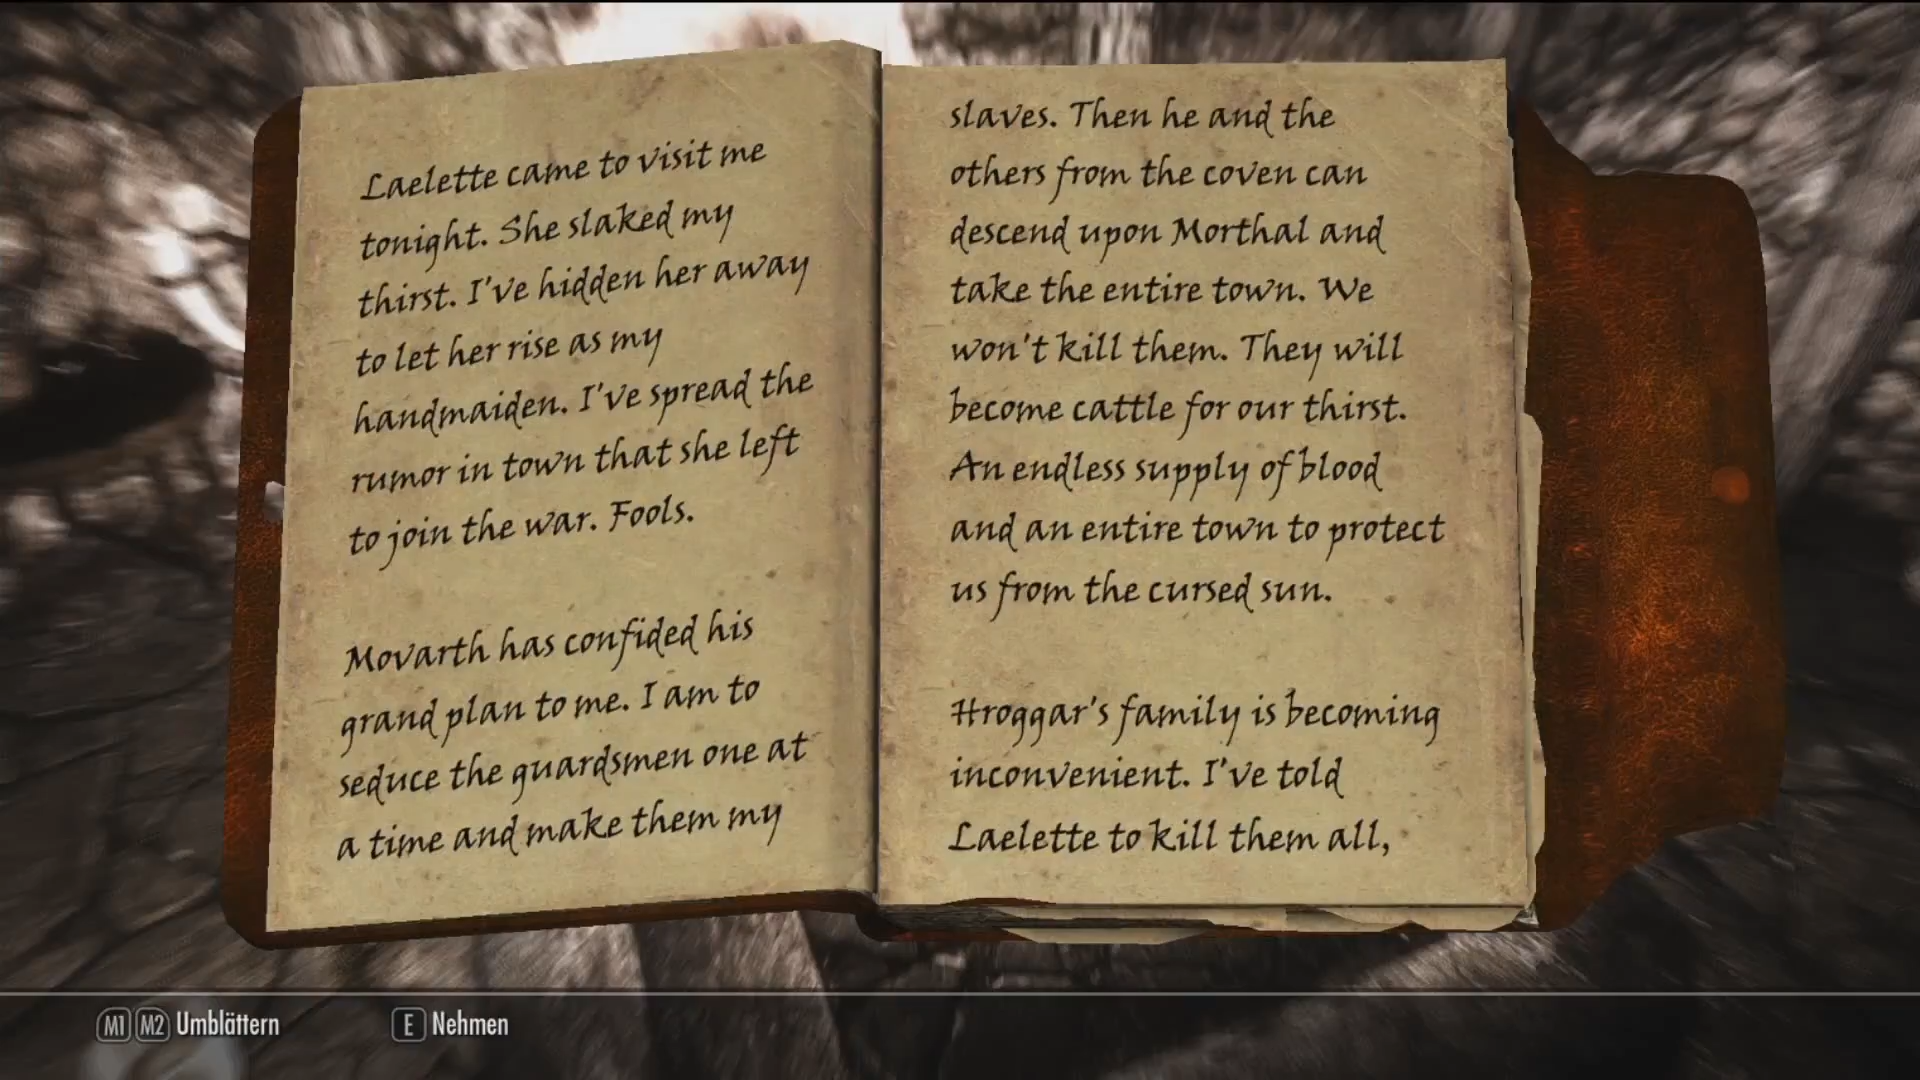 Laelette came to visit me
tonight. She slaked my
thirst. I've hidden her away
to let her rise as my
handmaiden. I've spread the
rumor in town that she left
to join the war. Fools.
Movarth has confided his
grand plan to me. I am to
seduce the guardsmen one at
a time and make them my
slaves. Then he and the
others from the coven can
descend upon Morthal and
take the entire town. We
won't kill them. They will
become cattle for our thirst.
An endless supply of blood
and an entire town to protect
us from the cursed sun.
Hroggar's family is becoming
inconvenient. I've told
Laelette to kill them all,
M1 M2 Umblättern
E Nehmen